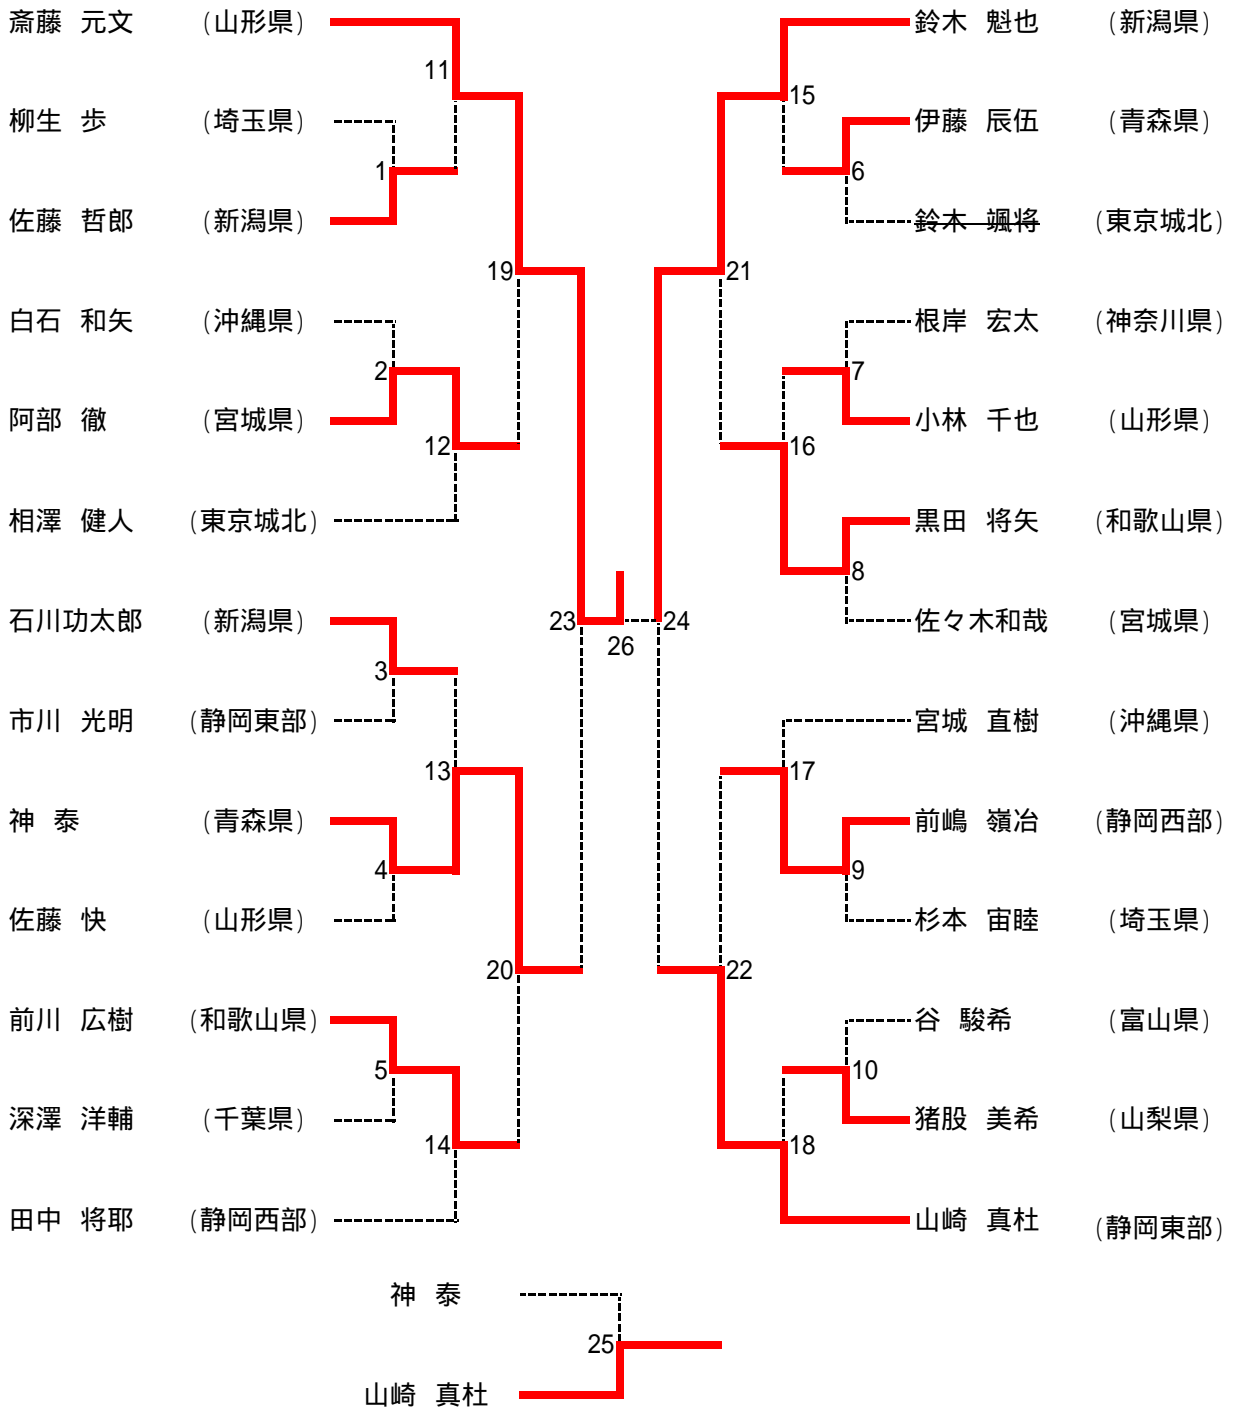 斎藤 元文 (山形県)
11
柳生 歩 (埼玉県)
1
佐藤 哲郎 (新潟県)
19
白石 和矢 (沖縄県)
2
阿部 徹 (宮城県)
12
相澤 健人 (東京城北)
石川功太郎 (新潟県)
23
3
市川 光明 (静岡東部)
13
神 泰 (青森県)
4
佐藤 快 (山形県)
20
前川 広樹 (和歌山県)
5
深澤 洋輔 (千葉県)
14
田中 将耶 (静岡西部)
鈴木 魁也 (新潟県)
15
伊藤 辰伍 (青森県)
6
鈴木 颯将 (東京城北)
21
根岸 宏太 (神奈川県)
7
小林 千也 (山形県)
16
黒田 将矢 (和歌山県)
8
佐々木和哉 (宮城県)
24
26
宮城 直樹 (沖縄県)
17
前嶋 嶺冶 (静岡西部)
9
杉本 宙睦 (埼玉県)
22
谷 駿希 (富山県)
10
猪股 美希 (山梨県)
18
山崎 真杜 (静岡東部)
神 泰
25
山崎 真杜